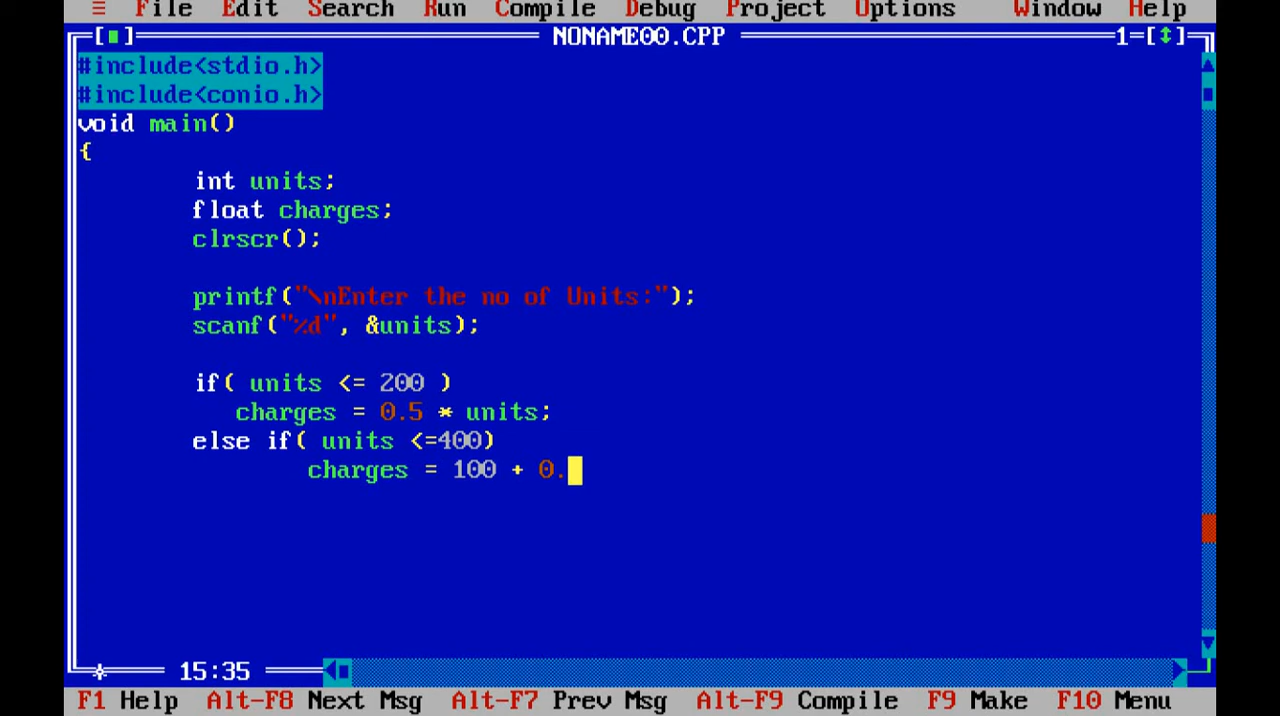 ≡ File Edit Search Run Compile Debug Project Options Window Help
[■] NONAME00.CPP 1=[↕]
#include<stdio.h>
#include<conio.h>
void main()
{
int units;
float charges;
clrscr();
printf("\nEnter the no of Units:");
scanf("%d", &units);
if( units <= 200 )
charges = 0.5 * units;
else if( units <=400)
charges = 100 + 0.
15:35
F1 Help Alt-F8 Next Msg Alt-F7 Prev Msg Alt-F9 Compile F9 Make F10 Menu